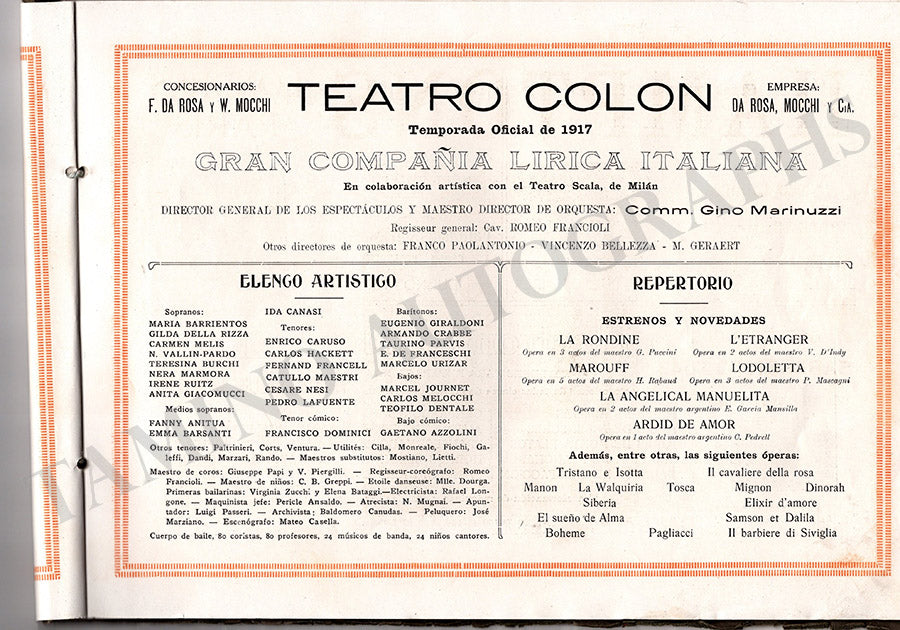 CONCESIONARIOS:
F. DA ROSA Y W. MOCCHI
TEATRO COLON
EMPRESA:
DA ROSA, MOCCHI Y CIA.
Temporada Oficial de 1917
GRAN COMPAÑIA LIRICA ITALIANA
En colaboración artística con el Teatro Scala, de Milán
DIRECTOR GENERAL DE LOS ESPECTÁCULOS Y MAESTRO DIRECTOR DE ORQUESTA: Comm. Gino Marinuzzi
Regisseur general: Cav. ROMEO FRANCIOLI
Otros directores de orquesta: FRANCO PAOLANTONIO - VINCENZO BELLEZZA - M. GERAERT
ELENCO ARTISTICO
Sopranos:
MARIA BARRIENTOS
GILDA DELLA RIZZA
CARMEN MELIS
N. VALLIN-PARDO
TERESINA BURCHI
NERA MARMORA
IRENE RUITZ
ANITA GIACOMUCCI
Medios sopranos:
FANNY ANITUA
EMMA BARSANTI
IDA CANASI
Tenores:
ENRICO CARUSO
CARLOS HACKETT
FERNAND FRANCELL
CATULLO MAESTRI
CESARE NESI
PEDRO LAFUENTE
Tenor cómico:
FRANCISCO DOMINICI
Barítonos:
EUGENIO GIRALDONI
ARMANDO CRABBE
TAURINO PARVIS
E. DE FRANCESCHI
MARCELO URIZAR
Bajos:
MARCEL JOURNET
CARLOS MELOCCHI
TEOFILO DENTALE
Bajo cómico:
GAETANO AZZOLINI
Otros tenores: Paltrinieri, Corts, Ventura. — Utilités: Cilla, Monreale, Fiochi, Ga-
leffi, Dandi, Marzari, Rando. — Maestros substitutos: Mostiano, Lietti.
Maestro de coros: Giuseppe Papi y V. Piergilli. — Regisseur-coreógrafo: Romeo
Francioli. — Maestro de niños: C. B. Greppi. — Etoile danseuse: Mlle. Dourga.
Primeras bailarinas: Virginia Zucchi y Elena Bataggi.—Electricista: Rafael Lon-
gone. — Maquinista jefe: Pericle Ansaldo. — Atrecista: N. Mugnai. — Apun-
tador: Luigi Passeri. — Archivista; Baldomero Canudas. — Peluquero: José
Marziano. — Escenógrafo: Mateo Casella.
Cuerpo de baile, 80 coristas, 80 profesores, 24 músicos de banda, 24 niños cantores.
REPERTORIO
ESTRENOS Y NOVEDADES
LA RONDINE
Opera en 3 actos del maestro G. Puccini
L'ETRANGER
Opera en 2 actos del maestro V. D'Indy
MAROUFF
Opera en 5 actos del maestro H. Rabaud
LODOLETTA
Opera en 3 actos del maestro P. Mascagni
LA ANGELICAL MANUELITA
Opera en 2 actos del maestro argentino E. García Mansilla
ARDID DE AMOR
Opera en 1 acto del maestro argentino C. Pedrell
Además, entre otras, las siguientes óperas:
Tristano e Isotta Il cavaliere della rosa
Manon La Walquiria Tosca Mignon Dinorah
Siberia Elixir d'amore
El sueño de Alma Samson et Dalila
Boheme Pagliacci Il barbiere di Siviglia
TAMINO AUTOGRAPHS